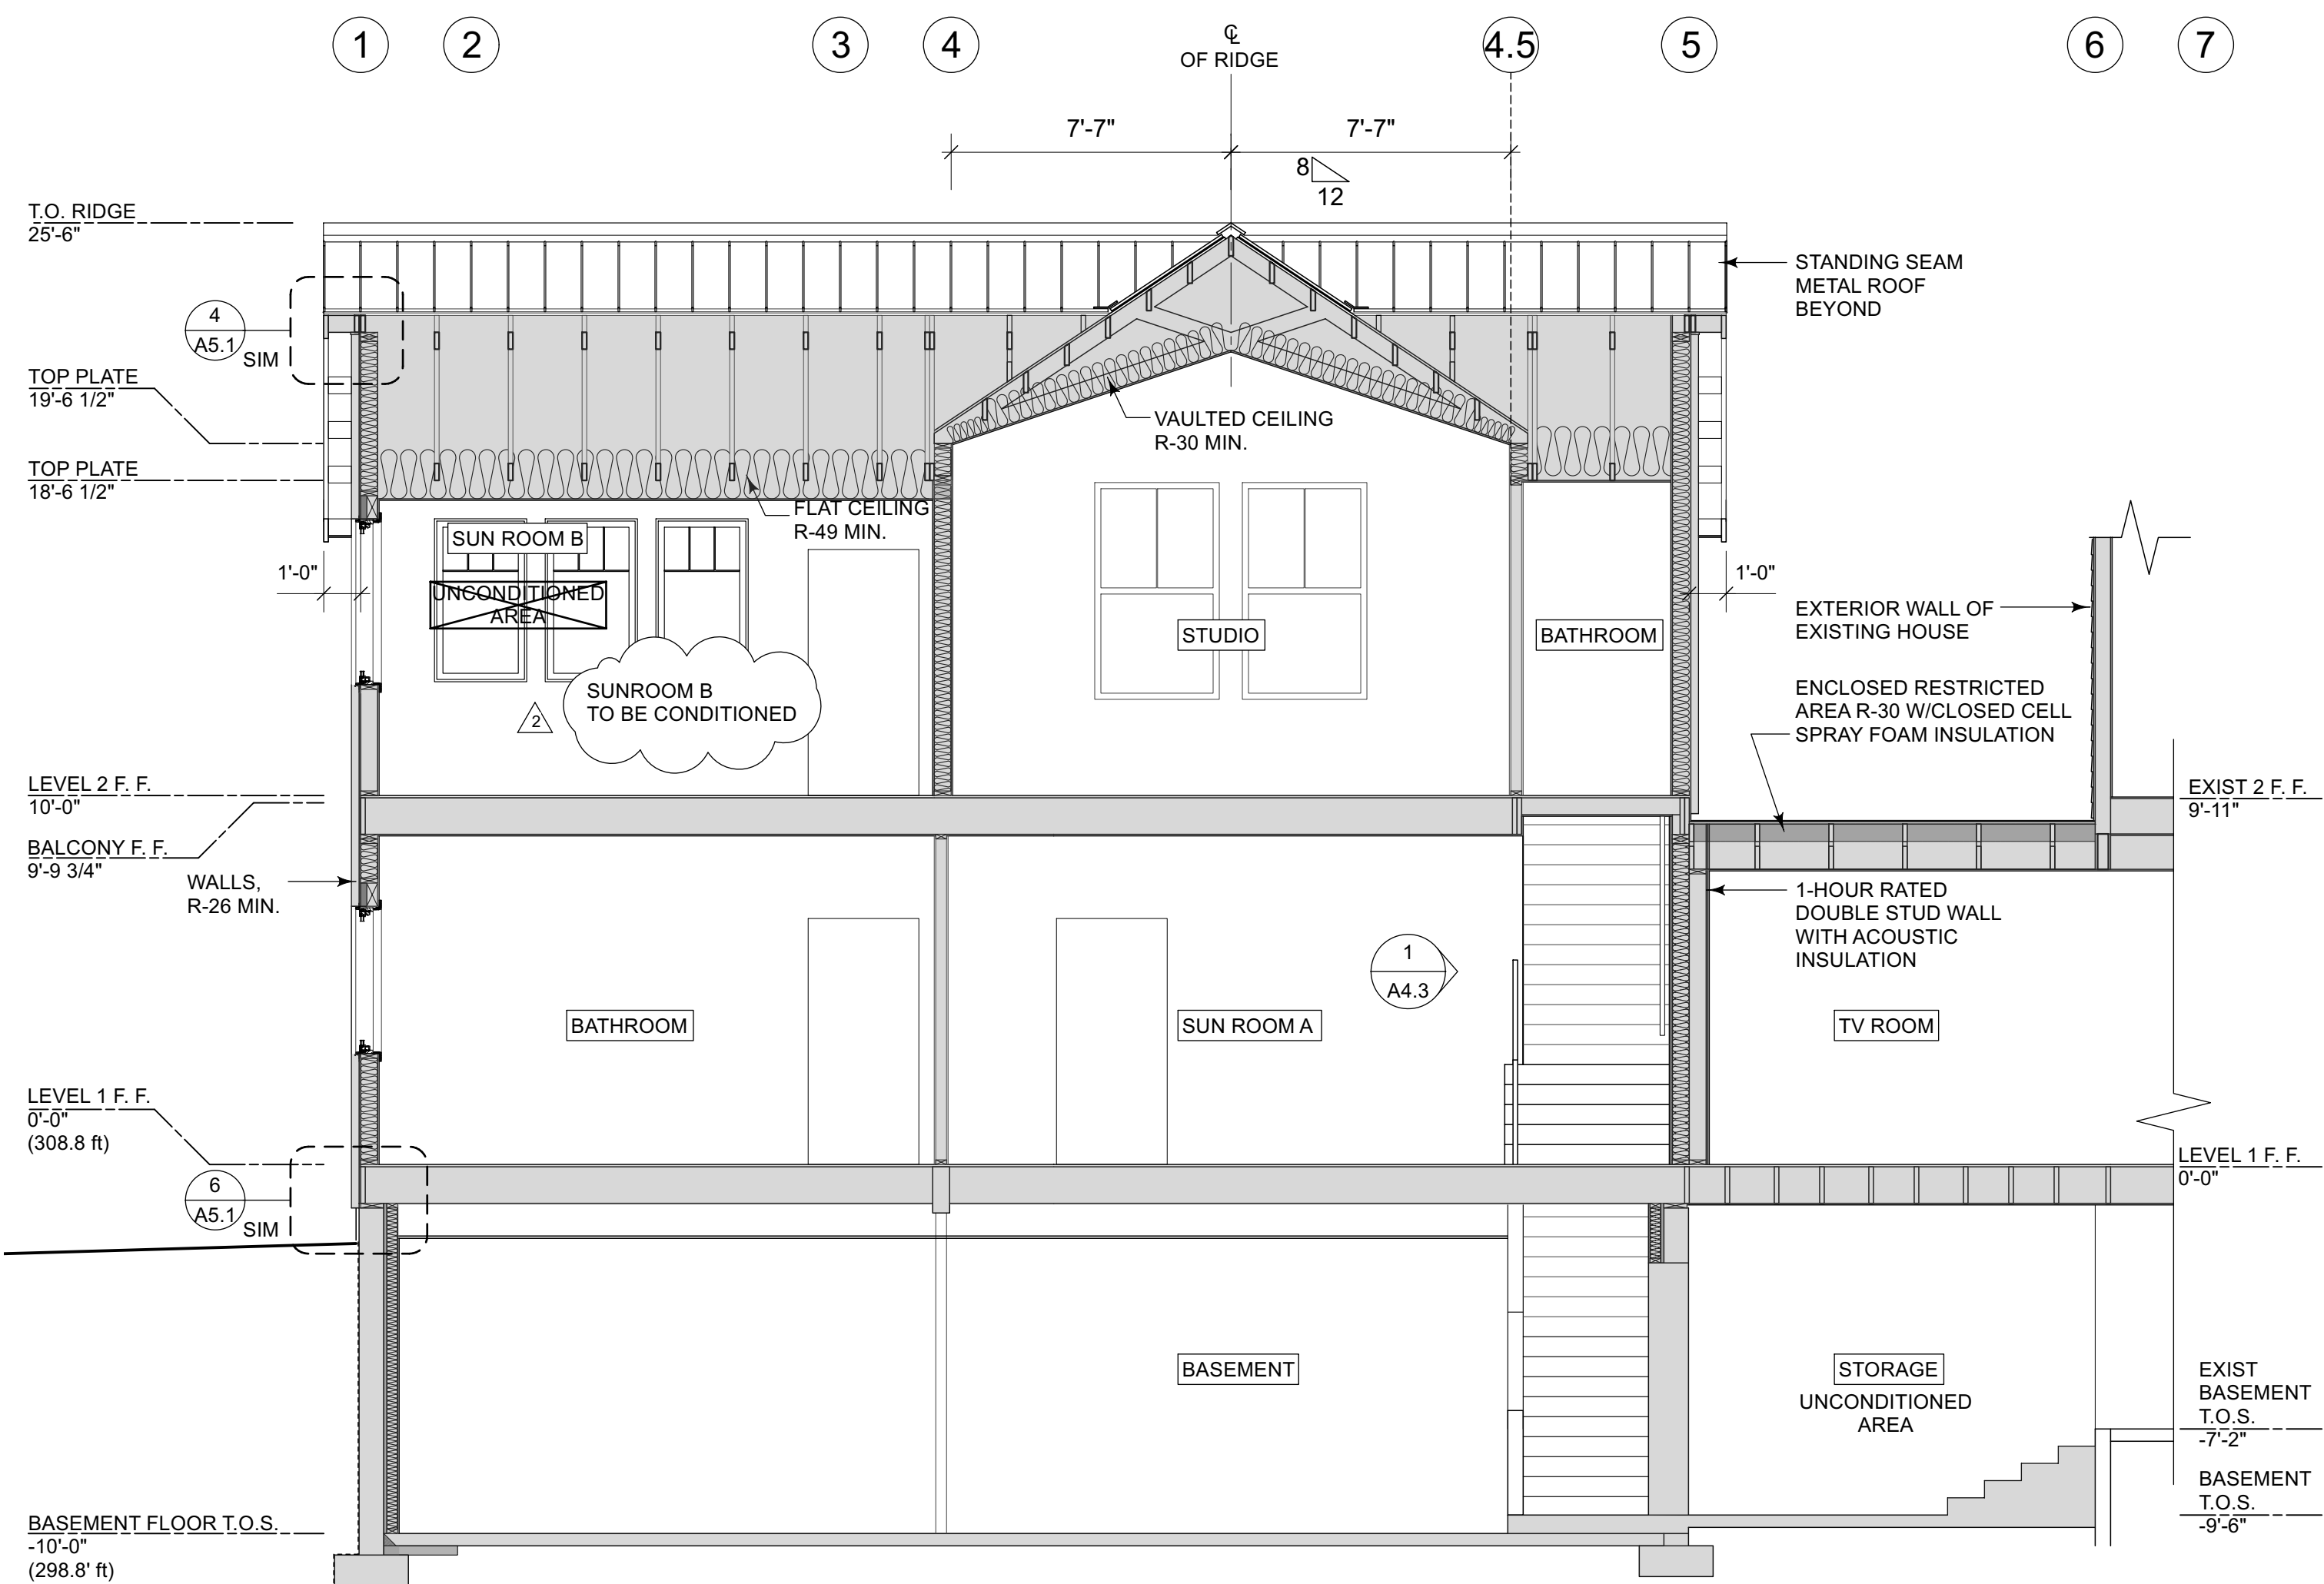 1
2
3
4
℄
OF RIDGE
4.5
5
6
7
7'-7"
7'-7"
8
12
T.O. RIDGE
25'-6"
STANDING SEAM
METAL ROOF
BEYOND
4
A5.1
SIM
TOP PLATE
19'-6 1/2"
TOP PLATE
18'-6 1/2"
VAULTED CEILING
R-30 MIN.
FLAT CEILING
R-49 MIN.
SUN ROOM B
UNCONDITIONED
AREA
1'-0"
1'-0"
STUDIO
BATHROOM
EXTERIOR WALL OF
EXISTING HOUSE
SUNROOM B
TO BE CONDITIONED
2
ENCLOSED RESTRICTED
AREA R-30 W/CLOSED CELL
SPRAY FOAM INSULATION
LEVEL 2 F. F.
10'-0"
EXIST 2 F. F.
9'-11"
BALCONY F. F.
9'-9 3/4"
WALLS,
R-26 MIN.
1-HOUR RATED
DOUBLE STUD WALL
WITH ACOUSTIC
INSULATION
1
A4.3
BATHROOM
SUN ROOM A
TV ROOM
LEVEL 1 F. F.
0'-0"
(308.8 ft)
LEVEL 1 F. F.
0'-0"
6
A5.1
SIM
BASEMENT
STORAGE
UNCONDITIONED
AREA
EXIST
BASEMENT
T.O.S.
-7'-2"
BASEMENT
T.O.S.
-9'-6"
BASEMENT FLOOR T.O.S.
-10'-0"
(298.8' ft)